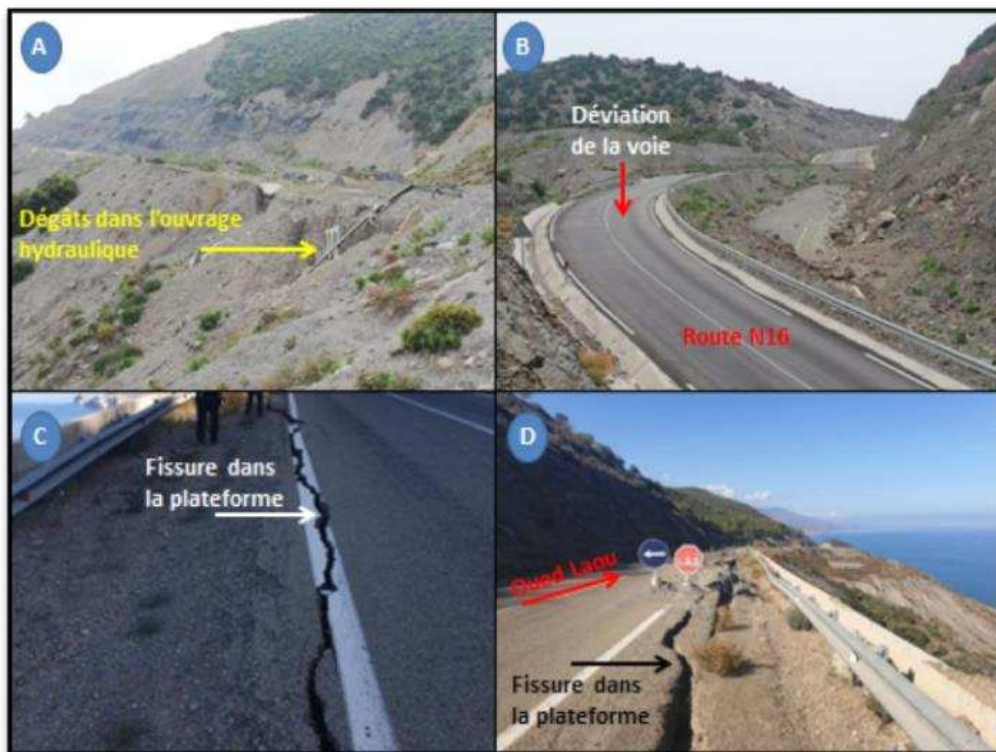 A
Dégâts dans l'ouvrage
hydraulique
B
Déviation
de la voie
Route N16
C
Fissure dans
la plateforme
D
Oued Laou
Fissure dans
la plateforme